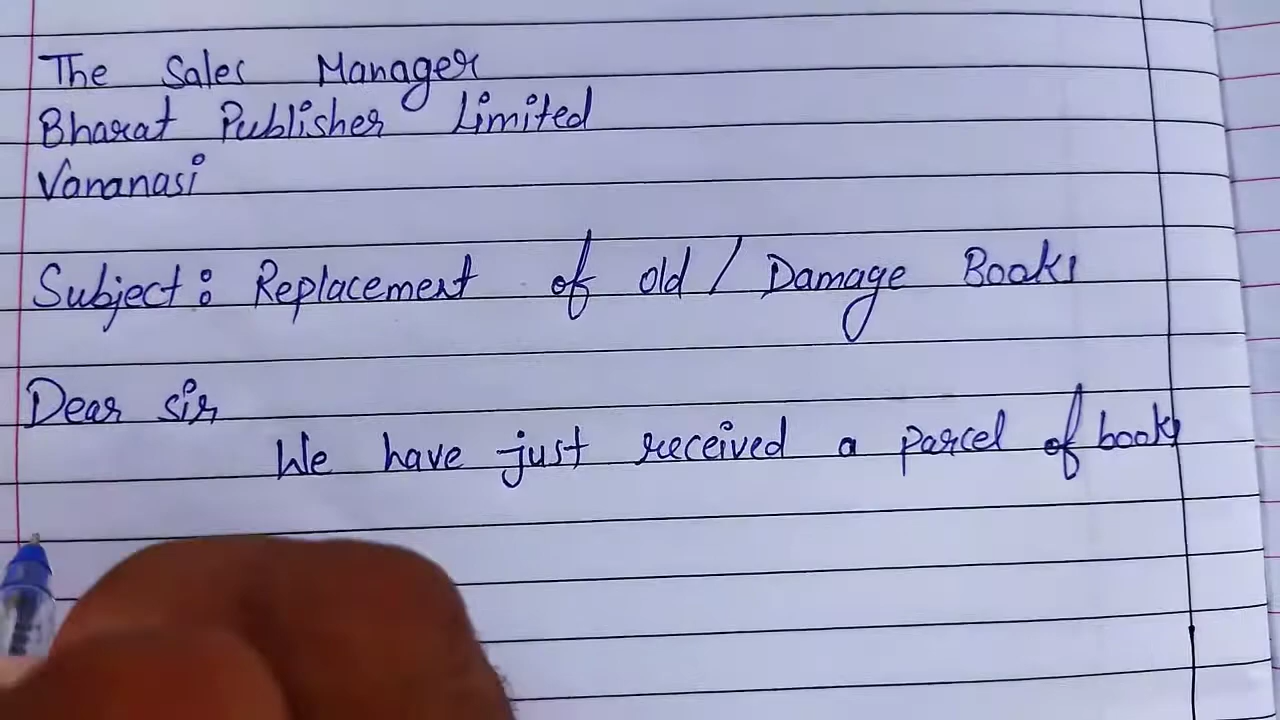 The Sales Manager
Bharat Publisher Limited
Varanasi
Subject: Replacement of old / Damage Books
Dear sir
We have just received a parcel of books